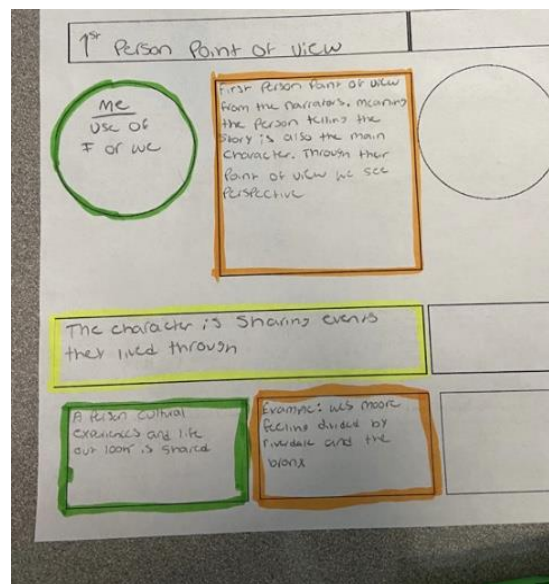 1st Person Point of view
Me
use of
I or we
First Person Point of view
from the narrators, meaning
the Person telling the
Story is also the main
character. Through their
Point of view we see
Perspective
The character is Sharing events
they lived through
A Person cultural
experiences and life
out look is shared
Example: wes moore
feeling divided by
riverdale and the
bronx